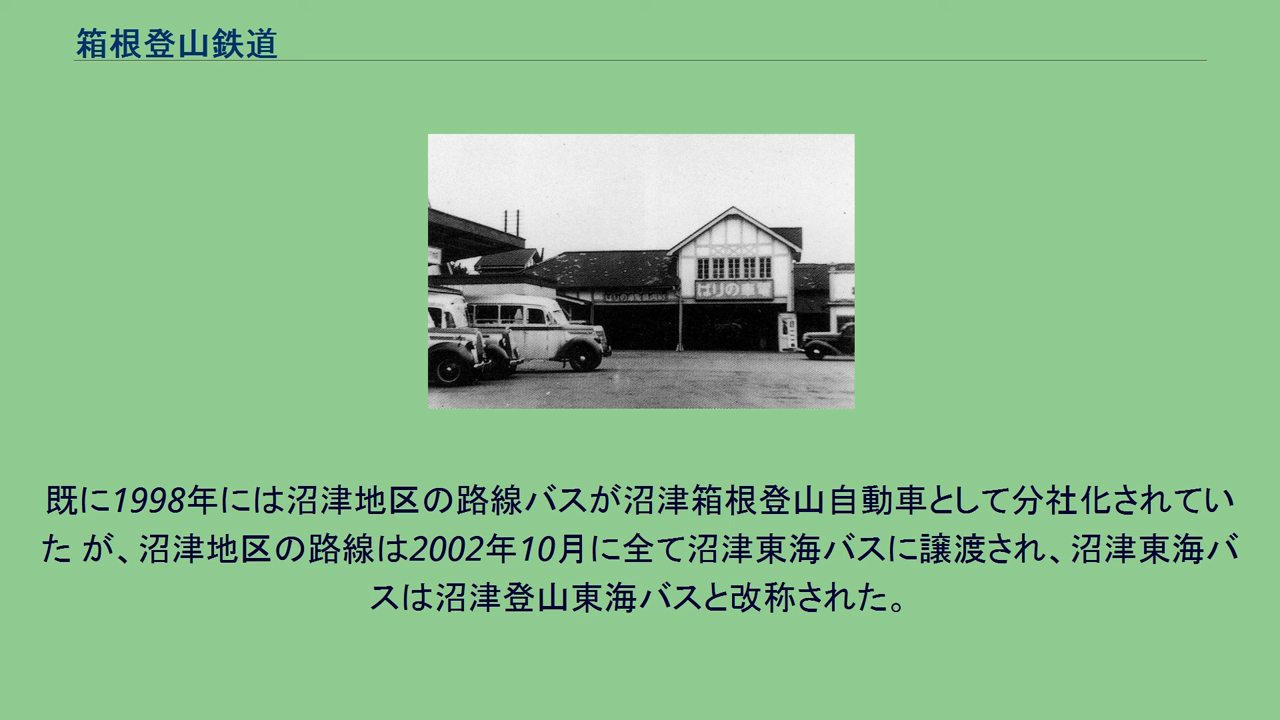 箱根登山鉄道
ばりの車電
既に1998年には沼津地区の路線バスが沼津箱根登山自動車として分社化されてい
た が、沼津地区の路線は2002年10月に全て沼津東海バスに譲渡され、沼津東海バ
スは沼津登山東海バスと改称された。